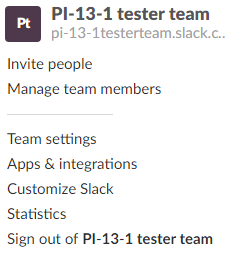 Pt
PI-13-1 tester team
pi-13-1testerteam.slack.c..
Invite people
Manage team members
Team settings
Apps & integrations
Customize Slack
Statistics
Sign out of PI-13-1 tester team